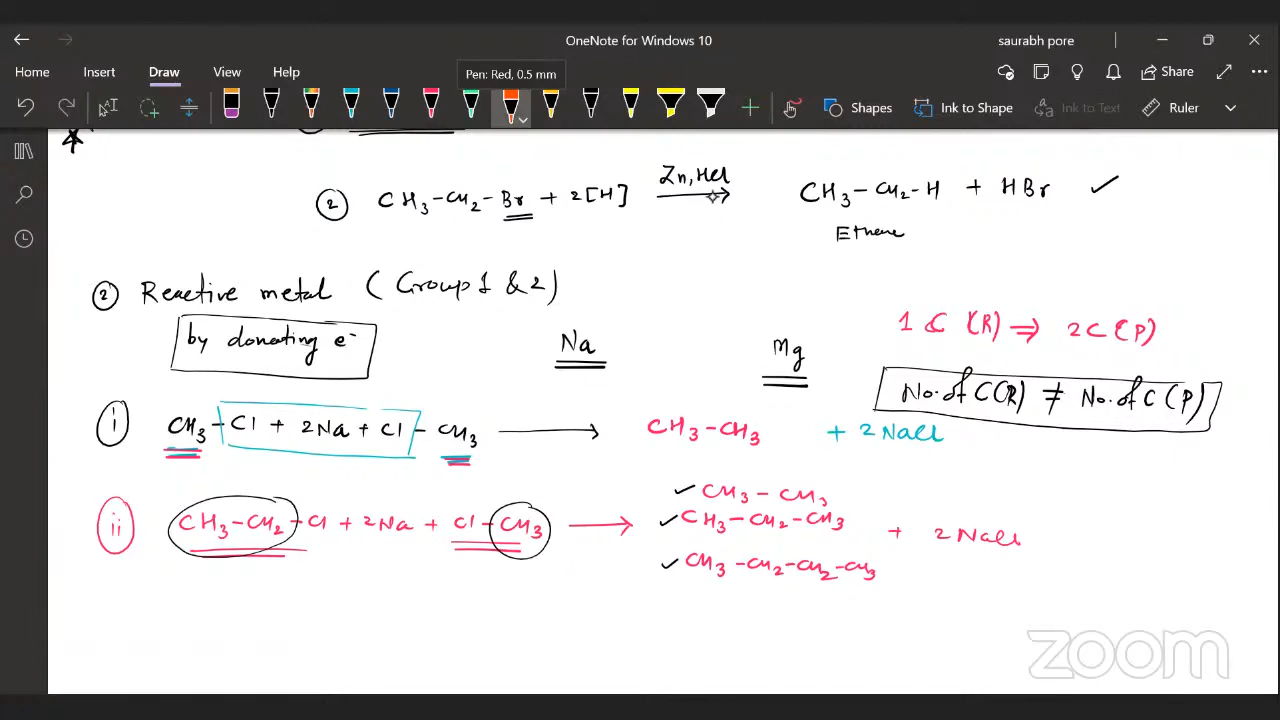 OneNote for Windows 10
saurabh pore
Home Insert Draw View Help
Pen: Red, 0.5 mm
Share
Shapes
Ink to Shape
Ink to Text
Ruler
② CH3-CH2-Br + 2[H] Zn, HCl → CH3-CH2-H + HBr ✓
Ethane
② Reactive metal (Group 1 & 2)
by donating e-
Na
Mg
1 C (R) ⇒ 2C (P)
No. of C(R) ≠ No. of C (P)
ⓘ CH3-Cl + 2Na + Cl-CH3 → CH3-CH3 + 2NaCl
ii CH3-CH2-Cl + 2Na + Cl-CH3 →
✓ CH3-CH3
✓ CH3-CH2-CH3 + 2NaCl
✓ CH3-CH2-CH2-CH3
zoom